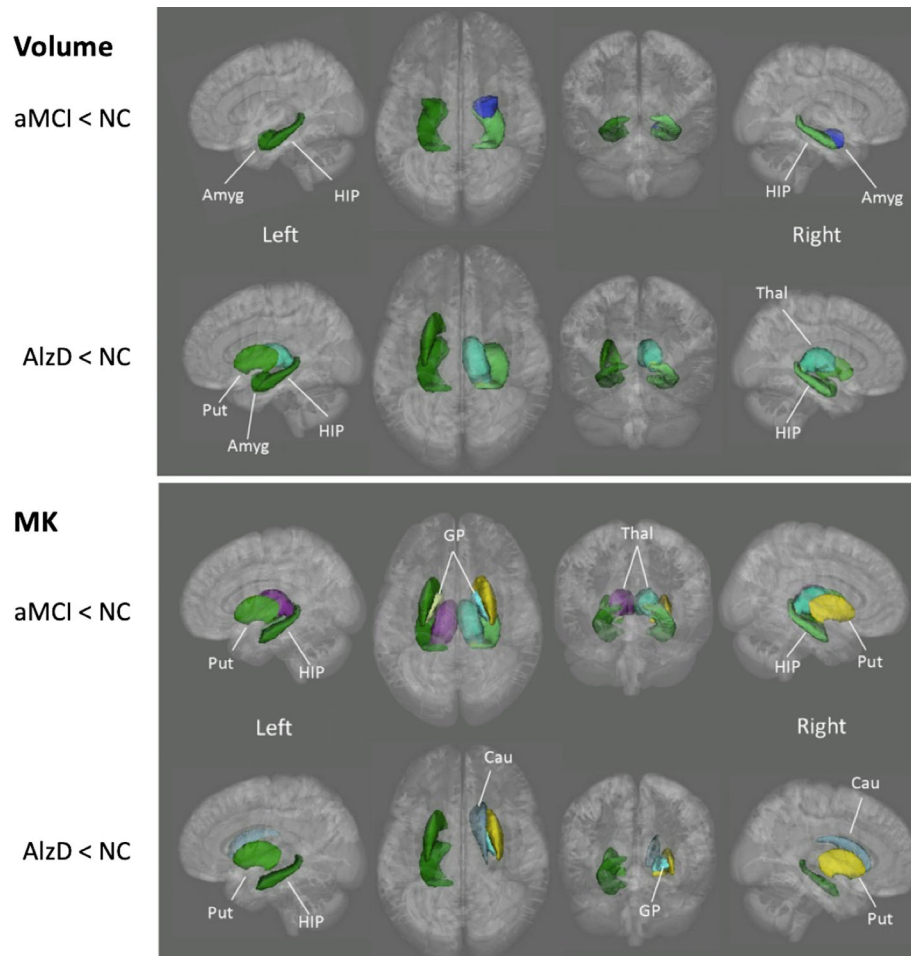 Volume
aMCI < NC
Amyg
HIP
HIP
Amyg
Left
Right
AlzD < NC
Thal
Put
Amyg
HIP
HIP
MK
aMCI < NC
GP
Thal
Put
HIP
HIP
Put
Left
Right
AlzD < NC
Cau
Cau
Put
HIP
GP
Put